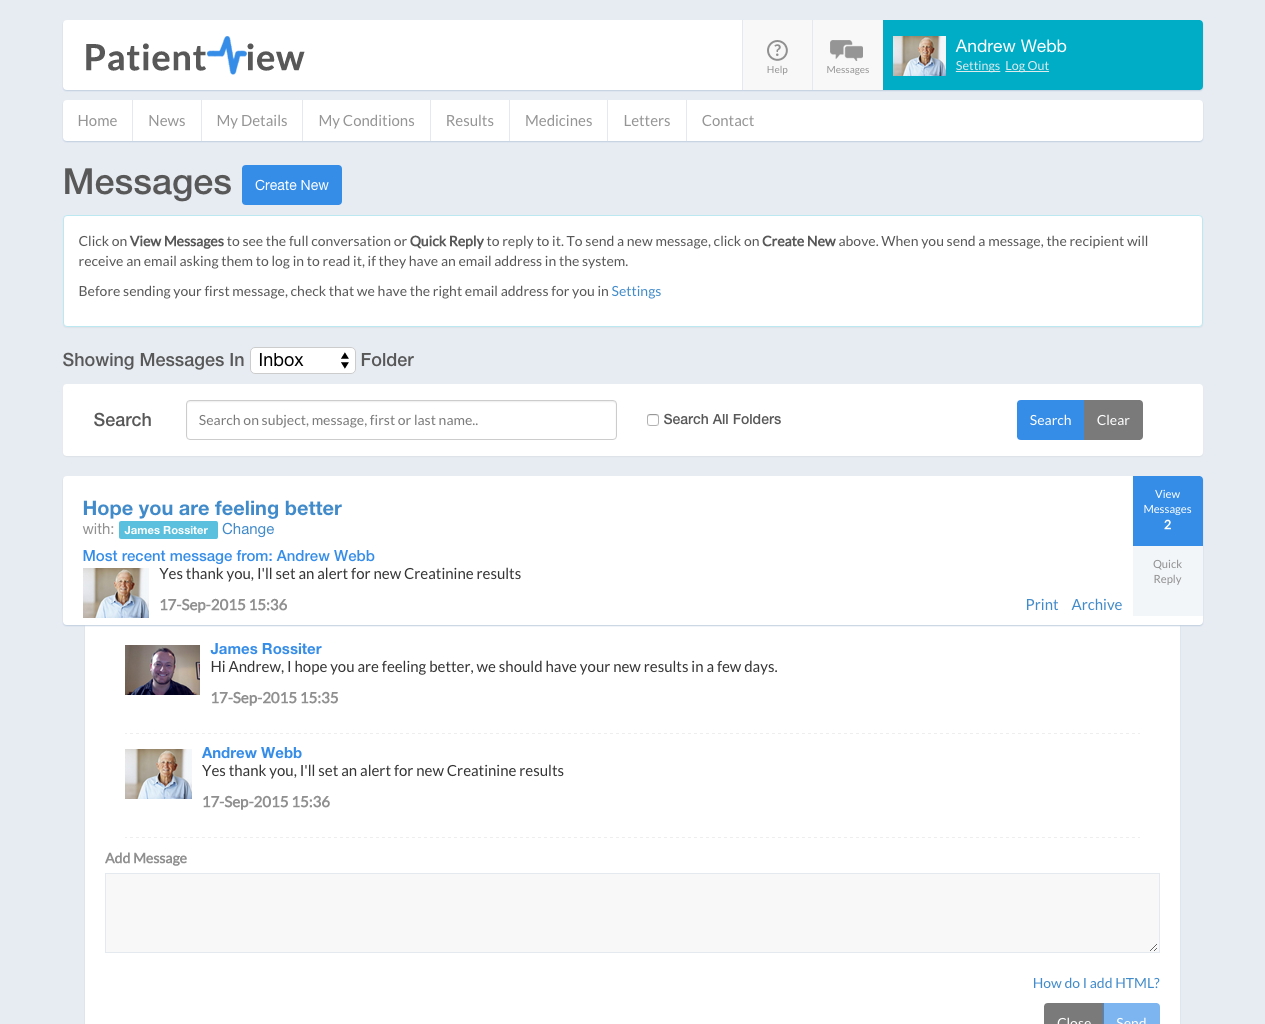 Patient iew
Help
Messages
Andrew Webb
Settings Log Out
Home News My Details My Conditions Results Medicines Letters Contact
Messages Create New
Click on View Messages to see the full conversation or Quick Reply to reply to it. To send a new message, click on Create New above. When you send a message, the recipient will
receive an email asking them to log in to read it, if they have an email address in the system.
Before sending your first message, check that we have the right email address for you in Settings
Showing Messages In Inbox Folder
Search Search on subject, message, first or last name.. Search All Folders Search Clear
Hope you are feeling better
with: James Rossiter Change
Most recent message from: Andrew Webb
Yes thank you, I'll set an alert for new Creatinine results
17-Sep-2015 15:36
Print Archive
View
Messages
2
Quick
Reply
James Rossiter
Hi Andrew, I hope you are feeling better, we should have your new results in a few days.
17-Sep-2015 15:35
Andrew Webb
Yes thank you, I'll set an alert for new Creatinine results
17-Sep-2015 15:36
Add Message
How do I add HTML?
Close Send